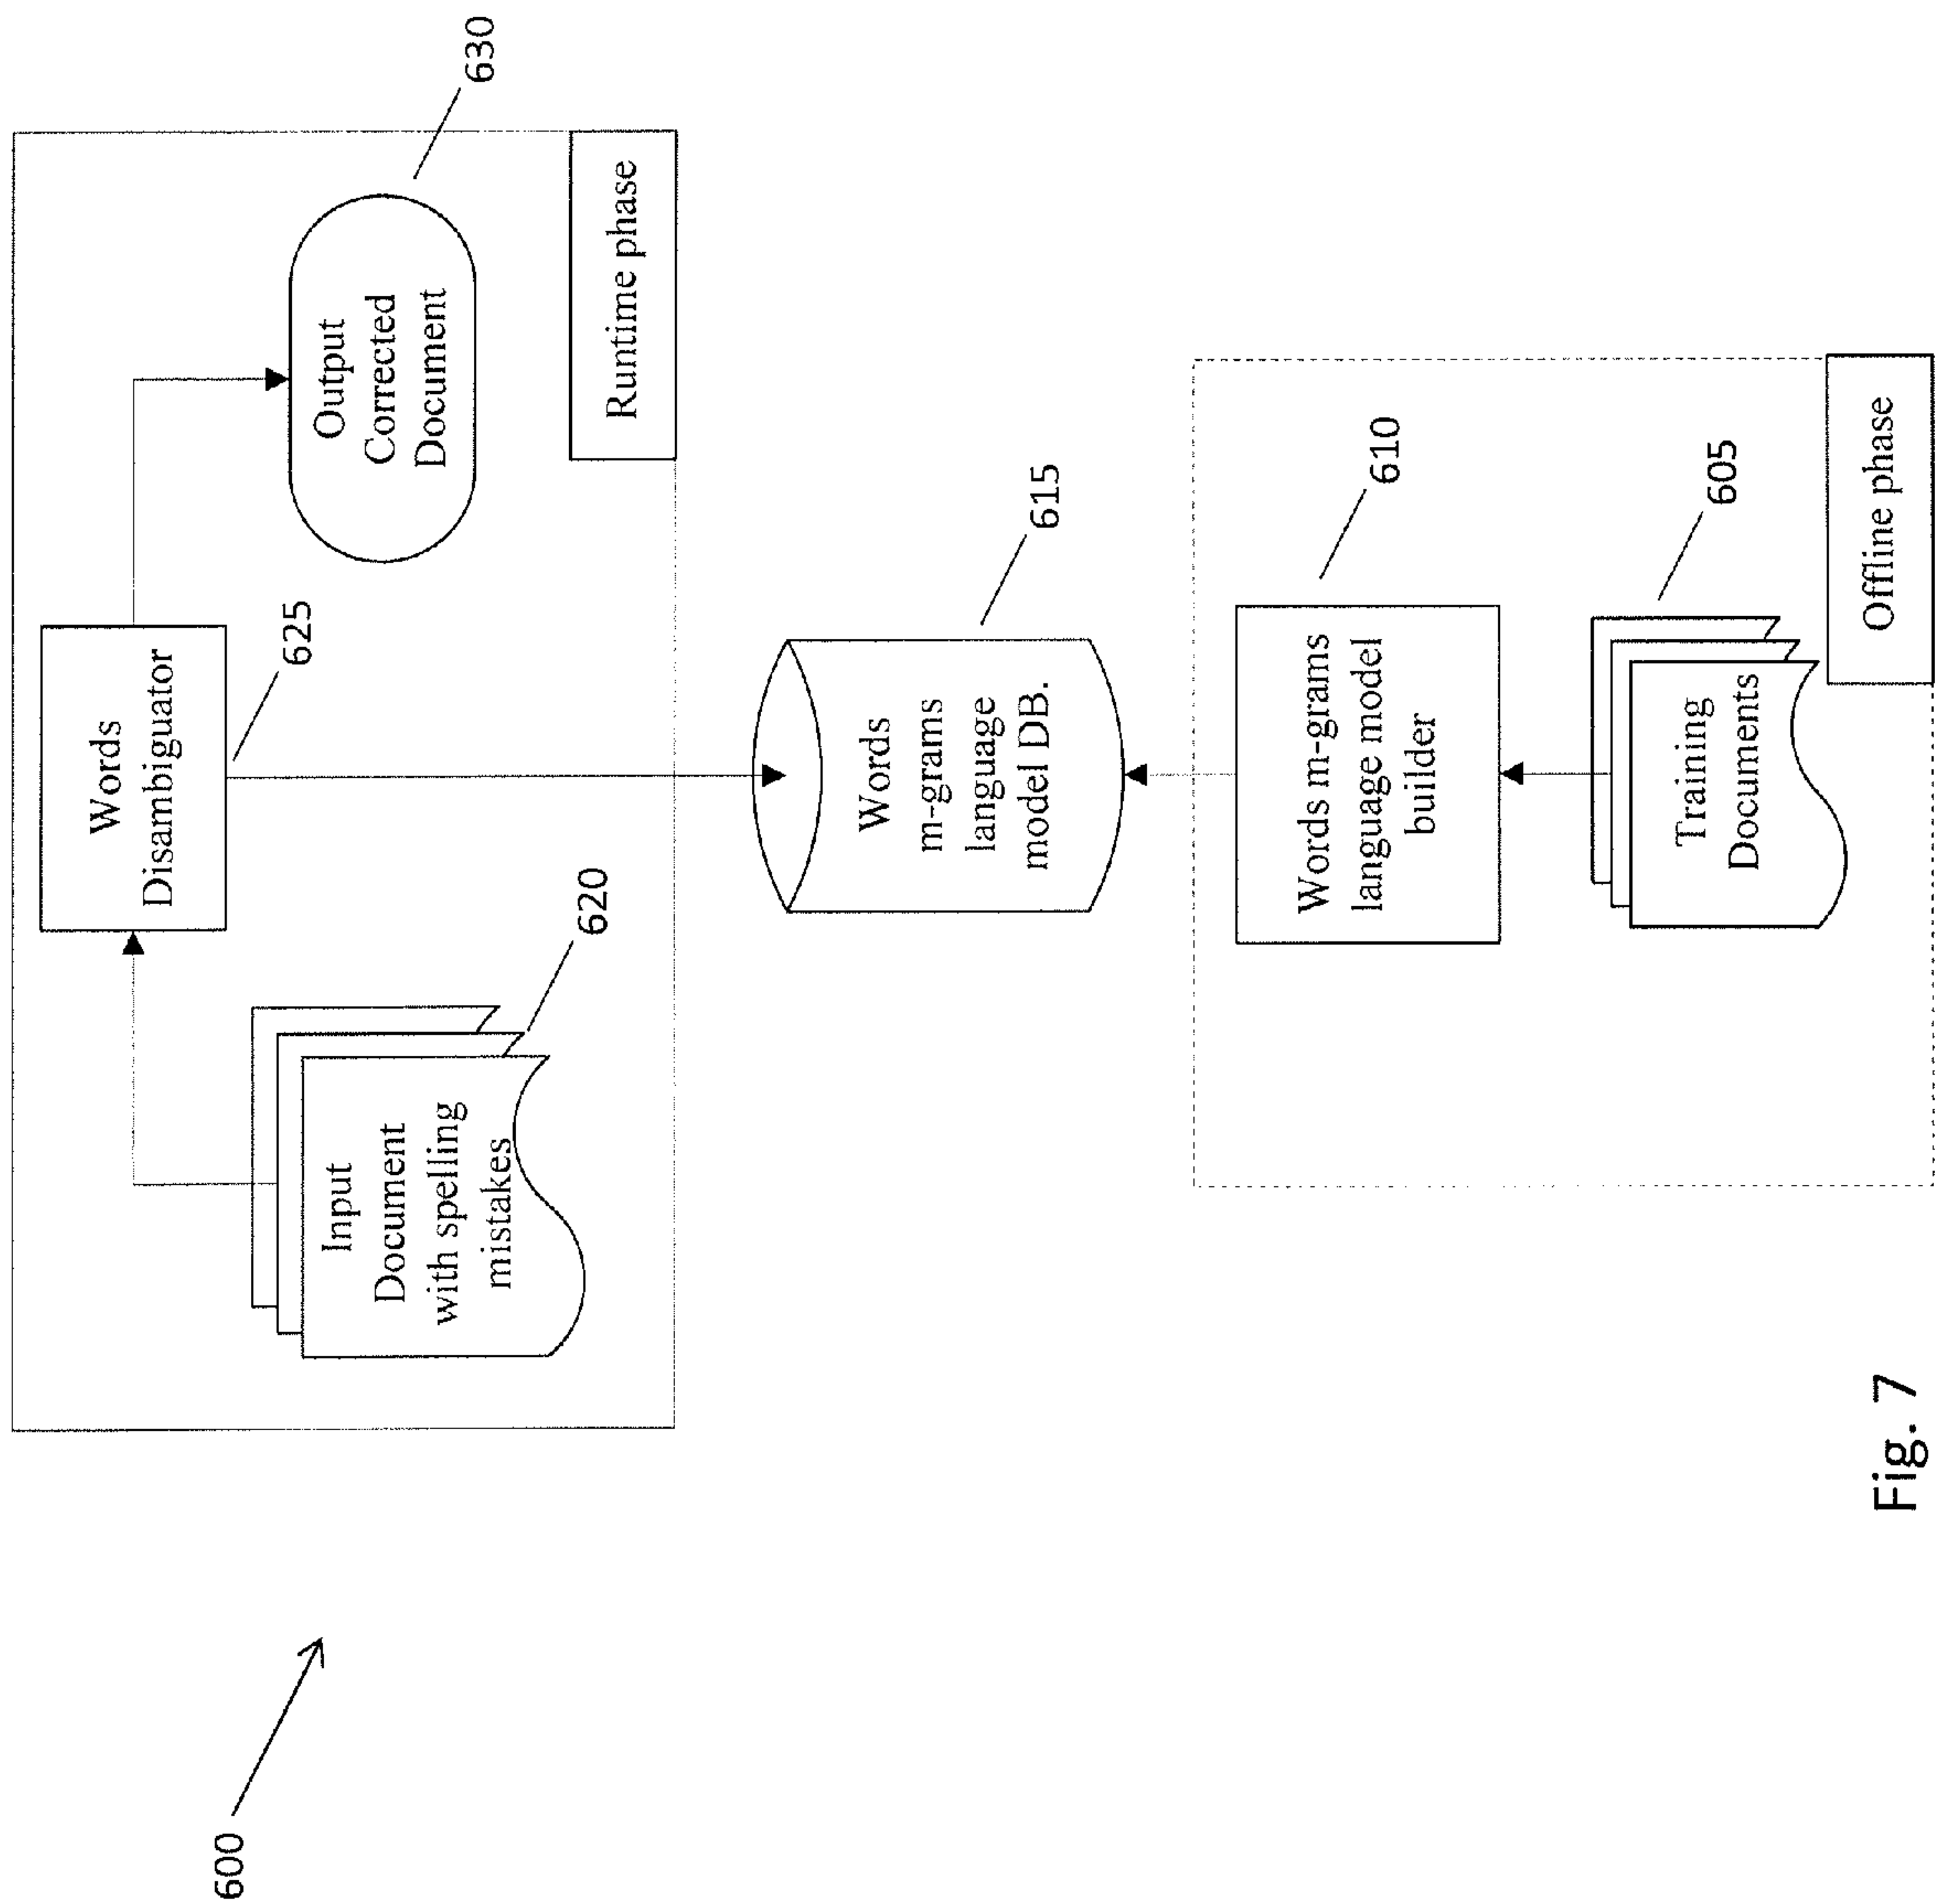 600
Words
Disambiguator
625
Input
Document
with spelling
mistakes
620
Output
Corrected
Document
630
Runtime phase
Words
m-grams
language
model DB.
615
Words m-grams
language model
builder
610
Training
Documents
605
Offline phase
Fig. 7